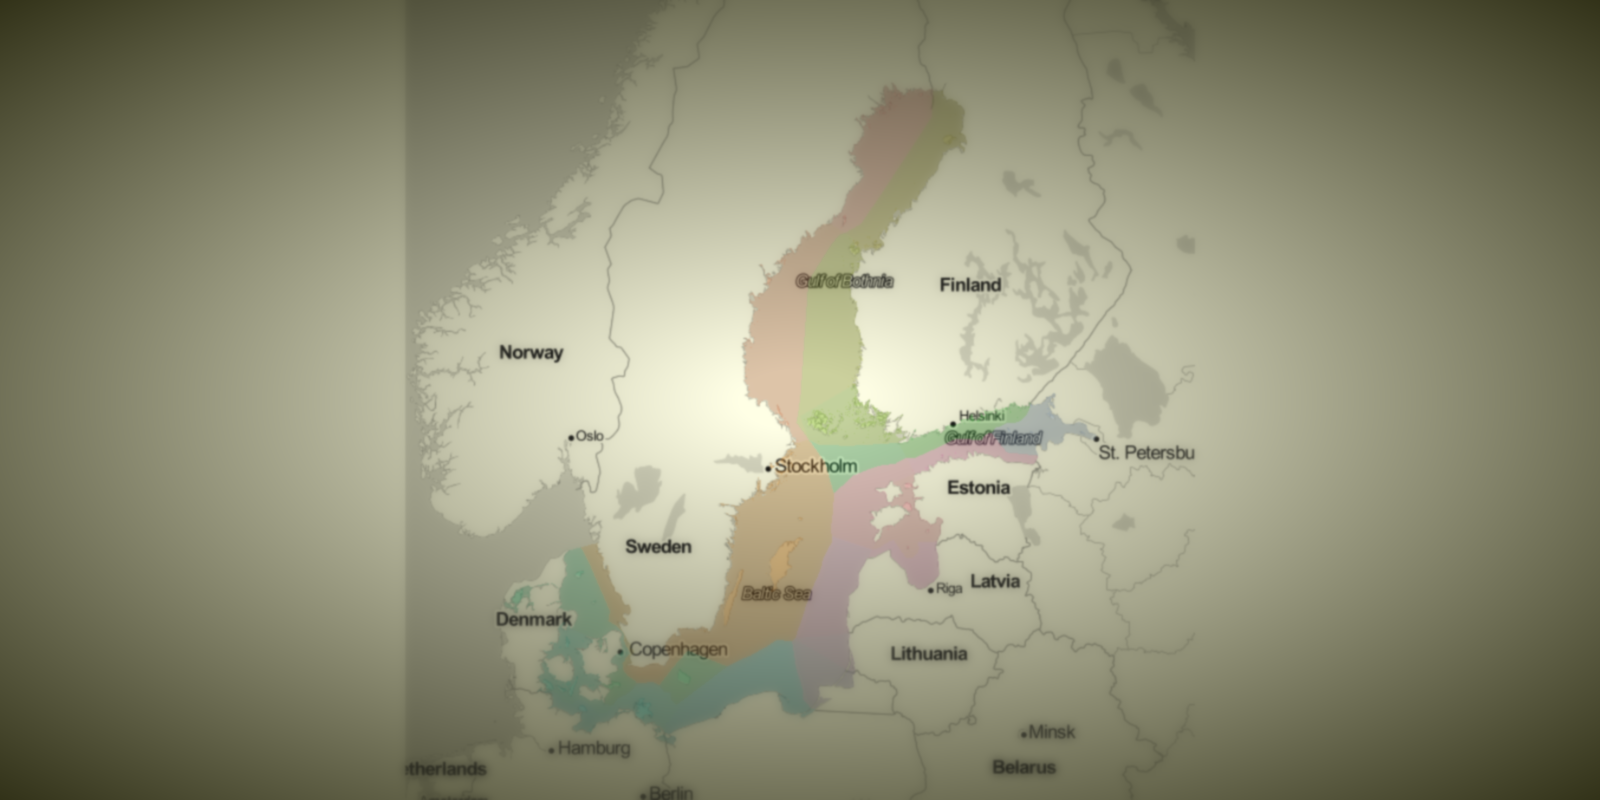 Gulf of Bothnia
Finland
Norway
Helsinki
Oslo
Gulf of Finland
St. Petersbu
Stockholm
Estonia
Sweden
Latvia
Riga
Baltic Sea
Denmark
Copenhagen
Lithuania
Minsk
Hamburg
etherlands
Belarus
Berlin